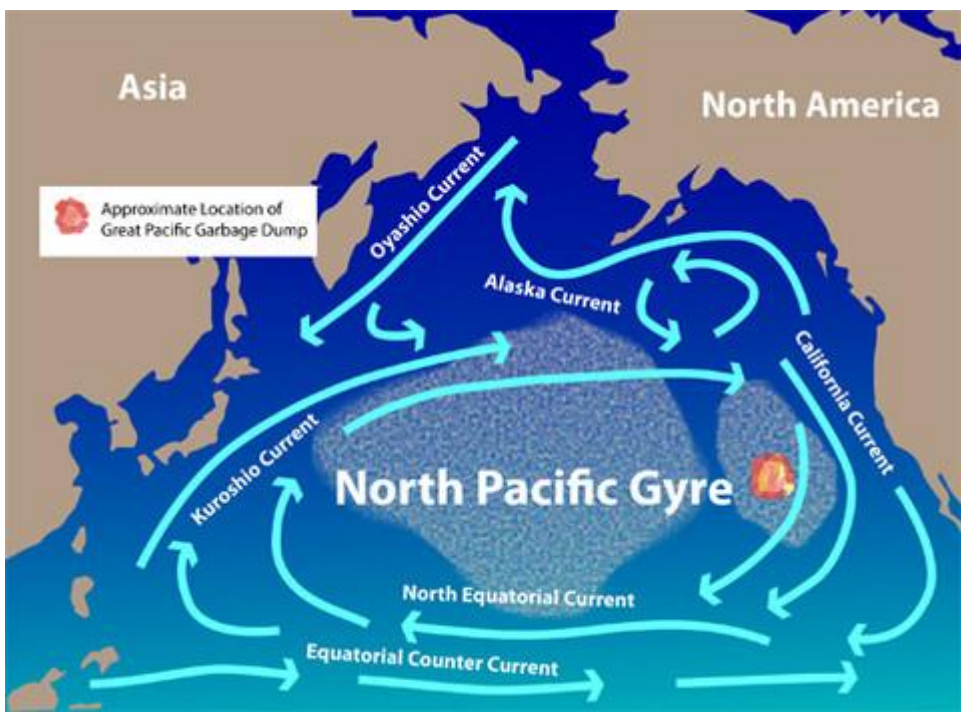 Asia
North America
Approximate Location of
Great Pacific Garbage Dump
Oyashio Current
Alaska Current
California Current
Kuroshio Current
North Pacific Gyre
North Equatorial Current
Equatorial Counter Current